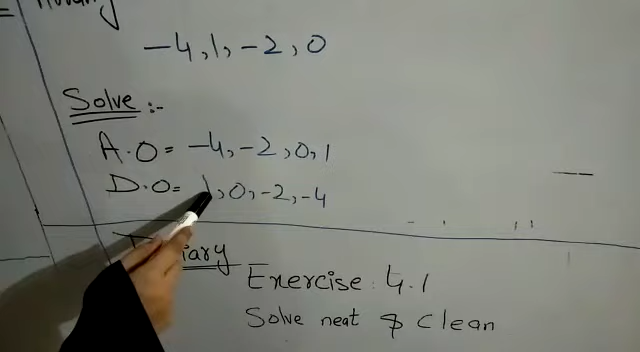 -4, 1, -2, 0
Solve :-
A.O = -4, -2, 0, 1
D.O = 1, 0, -2, -4
Exercise 4.1
Solve neat & clean